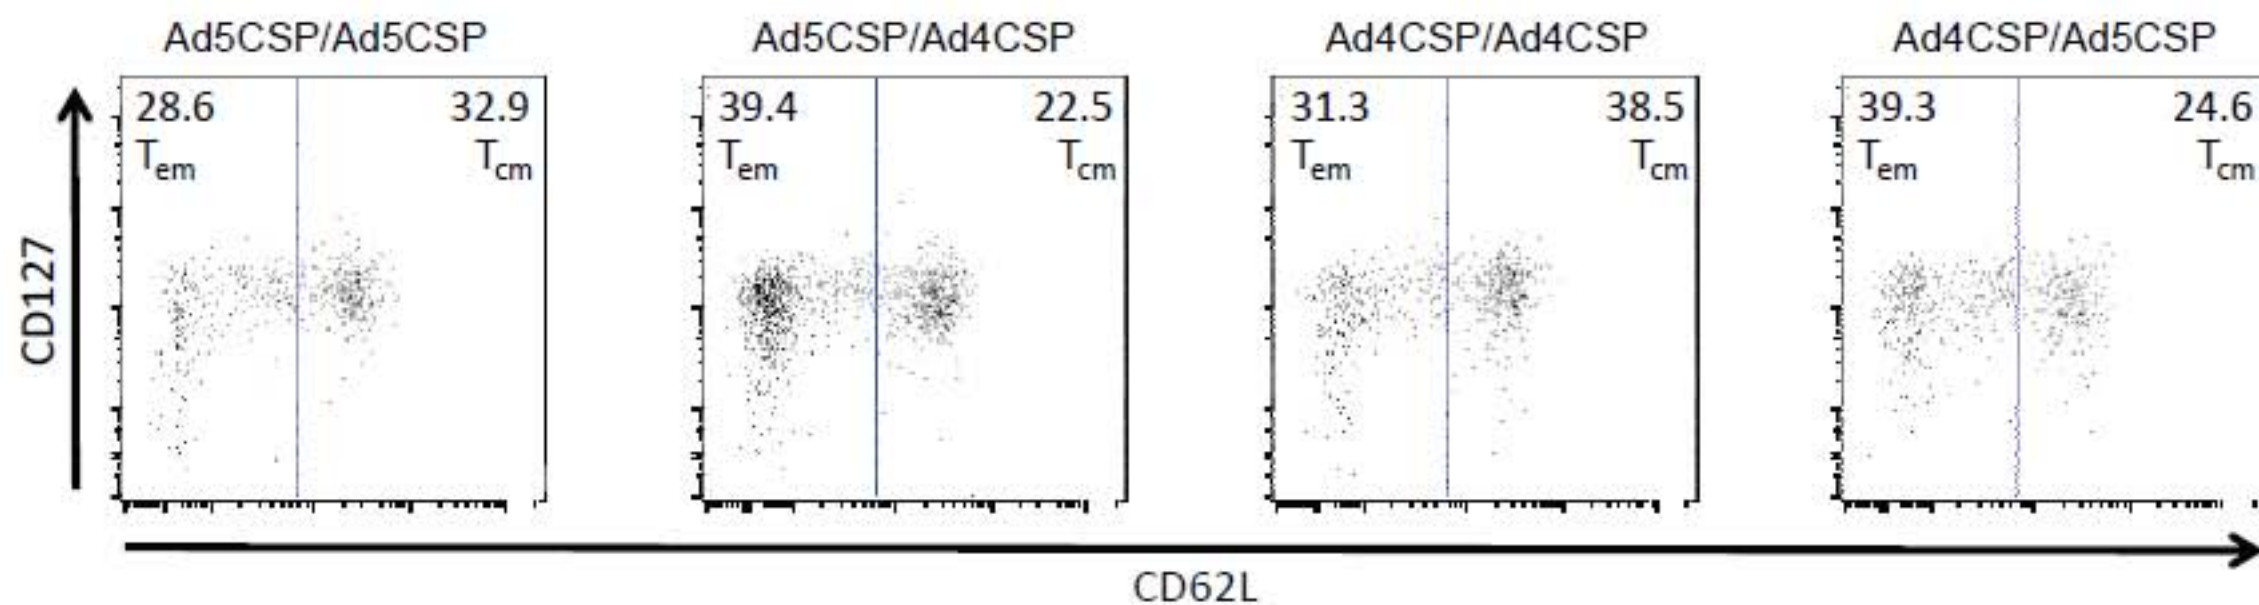 Ad5CSP/Ad5CSP Ad5CSP/Ad4CSP Ad4CSP/Ad4CSP Ad4CSP/Ad5CSP
28.6 32.9 39.4 22.5 31.3 38.5 39.3 24.6
Tem Tcm Tem Tcm Tem Tcm Tem Tcm
CD127
CD62L